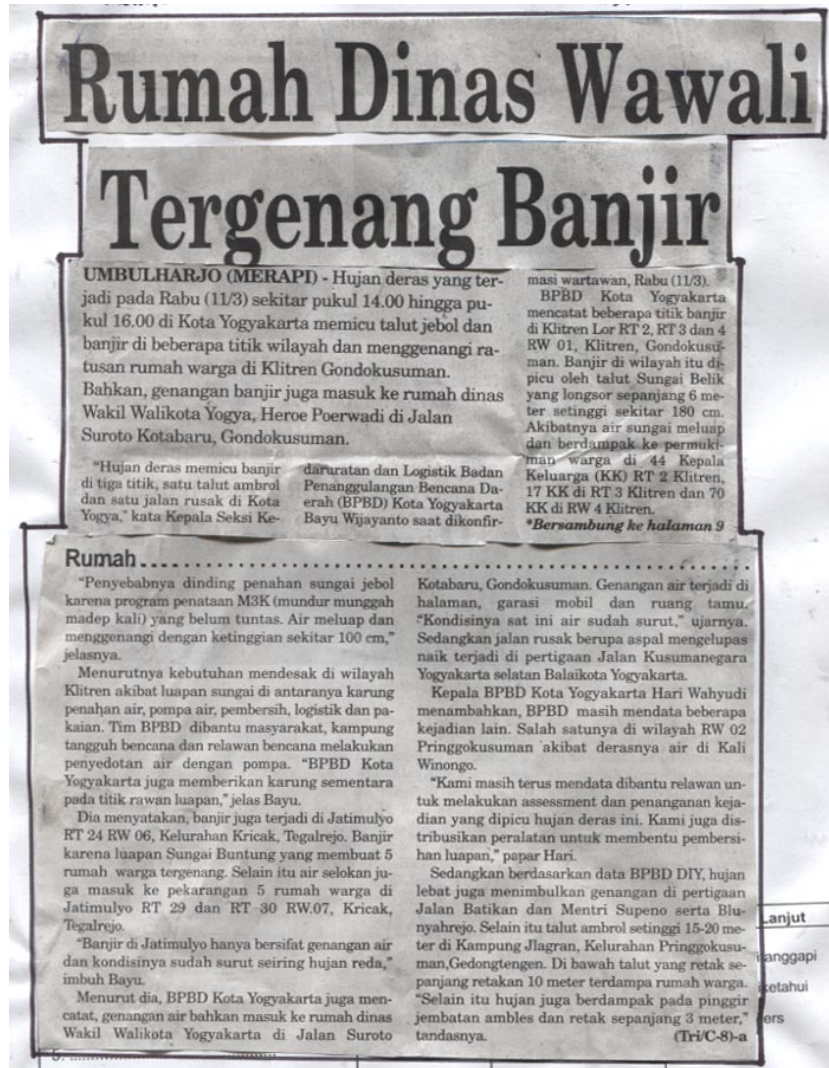 Rumah Dinas Wawali
Tergenang Banjir
UMBULHARJO (MERAPI) - Hujan deras yang ter-
jadi pada Rabu (11/3) sekitar pukul 14.00 hingga pu-
kul 16.00 di Kota Yogyakarta memicu talut jebol dan
banjir di beberapa titik wilayah dan menggenangi ra-
tusan rumah warga di Klitren Gondokusuman.
Bahkan, genangan banjir juga masuk ke rumah dinas
Wakil Walikota Yogya, Heroe Poerwadi di Jalan
Suroto Kotabaru, Gondokusuman.
"Hujan deras memicu banjir
di tiga titik, satu talut ambrol
dan satu jalan rusak di Kota
Yogya," kata Kepala Seksi Ke-
daruratan dan Logistik Badan
Penanggulangan Bencana Da-
erah (BPBD) Kota Yogyakarta
Bayu Wijayanto saat dikonfir-
masi wartawan, Rabu (11/3).
BPBD Kota Yogyakarta
mencatat beberapa titik banjir
di Klitren Lor RT 2, RT 3 dan 4
RW 01, Klitren, Gondokusu-
man. Banjir di wilayah itu di-
picu oleh talut Sungai Belik
yang longsor sepanjang 6 me-
ter setinggi sekitar 180 cm.
Akibatnya air sungai meluap
dan berdampak ke permuki-
man warga di 44 Kepala
Keluarga (KK) RT 2 Klitren,
17 KK di RT 3 Klitren dan 70
KK di RW 4 Klitren.
*Bersambung ke halaman 9
Rumah
"Penyebabnya dinding penahan sungai jebol
karena program penataan M3K (mundur munggah
madep kali) yang belum tuntas. Air meluap dan
menggenangi dengan ketinggian sekitar 100 cm,"
jelasnya.
Menurutnya kebutuhan mendesak di wilayah
Klitren akibat luapan sungai di antaranya karung
penahan air, pompa air, pembersih, logistik dan pa-
kaian. Tim BPBD dibantu masyarakat, kampung
tangguh bencana dan relawan bencana melakukan
penyedotan air dengan pompa. "BPBD Kota
Yogyakarta juga memberikan karung sementara
pada titik rawan luapan," jelas Bayu.
Dia menyatakan, banjir juga terjadi di Jatimulyo
RT 24 RW 06, Kelurahan Kricak, Tegalrejo. Banjir
karena luapan Sungai Buntung yang membuat 5
rumah warga tergenang. Selain itu air selokan ju-
ga masuk ke pekarangan 5 rumah warga di
Jatimulyo RT 29 dan RT 30 RW.07, Kricak,
Tegalrejo.
"Banjir di Jatimulyo hanya bersifat genangan air
dan kondisinya sudah surut seiring hujan reda,"
imbuh Bayu.
Menurut dia, BPBD Kota Yogyakarta juga men-
catat, genangan air bahkan masuk ke rumah dinas
Wakil Walikota Yogyakarta di Jalan Suroto
Kotabaru, Gondokusuman. Genangan air terjadi di
halaman, garasi mobil dan ruang tamu.
"Kondisinya sat ini air sudah surut," ujarnya.
Sedangkan jalan rusak berupa aspal mengelupas
naik terjadi di pertigaan Jalan Kusumanegara
Yogyakarta selatan Balaikota Yogyakarta.
Kepala BPBD Kota Yogyakarta Hari Wahyudi
menambahkan, BPBD masih mendata beberapa
kejadian lain. Salah satunya di wilayah RW 02
Pringgokusuman akibat derasnya air di Kali
Winongo.
"Kami masih terus mendata dibantu relawan un-
tuk melakukan assessment dan penanganan keja-
dian yang dipicu hujan deras ini. Kami juga dis-
tribusikan peralatan untuk membentu pembersi-
han luapan," papar Hari.
Sedangkan berdasarkan data BPBD DIY, hujan
lebat juga menimbulkan genangan di pertigaan
Jalan Batikan dan Mentri Supeno serta Blu-
nyahrejo. Selain itu talut ambrol setinggi 15-20 me-
ter di Kampung Jlagran, Kelurahan Pringgokusu-
man,Gedongtengen. Di bawah talut yang retak se-
panjang retakan 10 meter terdampa rumah warga.
"Selain itu hujan juga berdampak pada pinggir
jembatan ambles dan retak sepanjang 3 meter,"
tandasnya. (Tri/C-8)-a
Lanjut
anggapi
ketahui
ers